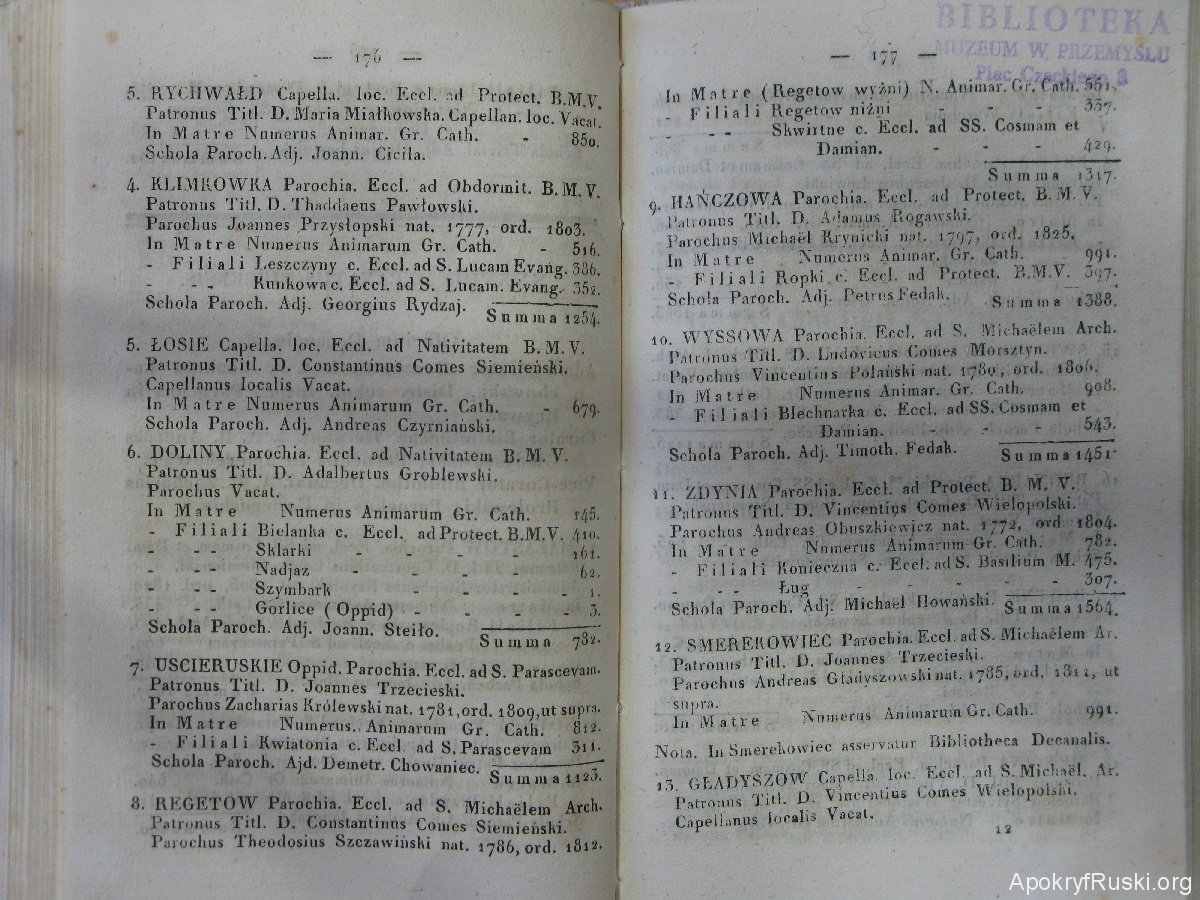 — 176 —
5. RYCHWAŁD Capella. loc. Eccl. ad Protect. B.M.V.
Patronus Titl. D. Maria Miałkowska. Capellan. loc. Vacat.
In Matre Numerus Animar. Gr. Cath. - 850.
Schola Paroch. Adj. Joann. Cicila.
4. KLIMKOWKA Parochia. Eccl. ad Obdormit. B.M.V.
Patronus Titl. D. Thaddaeus Pawłowski.
Parochus Joannes Przysłopski nat. 1777, ord. 1803.
In Matre Numerus Animarum Gr. Cath. - 516.
- Filiali Leszczyny c. Eccl. ad S. Lucam Evang. 386.
- - - Kunkowa c. Eccl. ad S. Lucam. Evang. 352.
Schola Paroch. Adj. Georgius Rydzaj. Summa 1254.
5. ŁOSIE Capella. loc. Eccl. ad Nativitatem B.M.V.
Patronus Titl. D. Constantinus Comes Siemieński.
Capellanus localis Vacat.
In Matre Numerus Animarum Gr. Cath. - 679.
Schola Paroch. Adj. Andreas Czyrniański.
6. DOLINY Parochia. Eccl. ad Nativitatem B.M.V.
Patronus Titl. D. Adalbertus Groblewski.
Parochus Vacat.
In Matre Numerus Animarum Gr. Cath. 145.
- Filiali Bielanka c. Eccl. ad Protect. B.M.V. 410.
- - - Sklarki - - - - 161.
- - - Nadjaz - - - - 62.
- - - Szymbark - - - - 1.
- - - Gorlice (Oppid) - - - - 3.
Schola Paroch. Adj. Joann. Steiło. Summa 782.
7. USCIERUSKIE Oppid. Parochia. Eccl. ad S. Parascevam.
Patronus Titl. D. Joannes Trzecieski.
Parochus Zacharias Królewski nat. 1781, ord. 1809, ut supra.
In Matre Numerus. Animarum Gr. Cath. 812.
- Filiali Kwiatonia c. Eccl. ad S. Parascevam 311.
Schola Paroch. Ajd. Demetr. Chowaniec. Summa 1123.
8. REGETOW Parochia. Eccl. ad S. Michaëlem Arch.
Patronus Titl. D. Constantinus Comes Siemieński.
Parochus Theodosius Szczawiński nat. 1786, ord. 1812.
BIBLIOTEKA
MUZEUM W PRZEMYŚLU
Plac Czackiego 3
— 177 —
In Matre (Regetow wyźni) N. Animar. Gr. Cath. 551.
- Filiali Regetow niźni - - - 337.
- - - Skwirtne c. Eccl. ad SS. Cosmam et
Damian. - - - 429.
Summa 1317.
9. HAŃCZOWA Parochia. Eccl. ad Protect. B.M.V.
Patronus Titl. D. Adamus Rogawski.
Parochus Michaël Krynicki nat. 1797, ord. 1825.
In Matre Numerus Animar. Gr. Cath. 991.
- Filiali Ropki c. Eccl. ad Protect. B.M.V. 397.
Schola Paroch. Adj. Petrus Fedak. Summa 1388.
10. WYSSOWA Parochia. Eccl. ad S. Michaëlem Arch.
Patronus Titl. D. Ludovicus Comes Morsztyn.
Parochus Vincentius Polański nat. 1780, ord. 1806.
In Matre Numerus Animar. Gr. Cath. 908.
- Filiali Blechnarka c. Eccl. ad SS. Cosmam et
Damian. - - - 543.
Schola Paroch. Adj. Timoth. Fedak. Summa 1451.
11. ZDYNIA Parochia. Eccl. ad Protect. B.M.V.
Patronus Titl. D. Vincentius Comes Wielopolski.
Parochus Andreas Obuszkiewicz nat. 1772, ord. 1804.
In Matre Numerus Animarum Gr. Cath. 782.
- Filiali Konieczna c. Eccl. ad S. Basilium M. 475.
- - - Ług - - - - - 307.
Schola Paroch. Adj. Michaël Ilowański. Summa 1564.
12. SMEREKOWIEC Parochia. Eccl. ad S. Michaëlem Ar.
Patronus Titl. D. Joannes Trzecieski.
Parochus Andreas Gładyszowski nat. 1785, ord. 1811, ut
supra.
In Matre Numerus Animarum Gr. Cath. 991.
Nota. In Smerekowiec asservatur Bibliotheca Decanalis.
13. GŁADYSZOW Capella. loc. Eccl. ad S. Michaël. Ar.
Patronus Titl. D. Vincentius Comes Wielopolski.
Capellanus localis Vacat.
12
ApokryfRuski.org